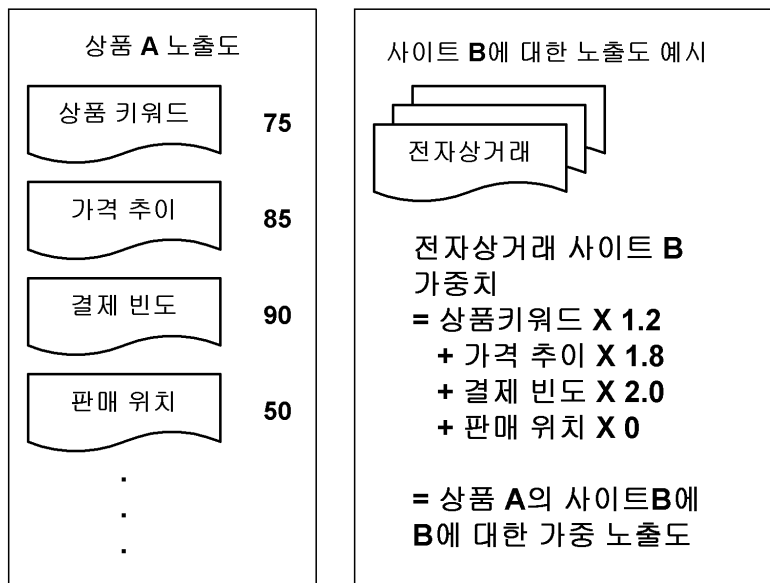 상품 A 노출도
상품 키워드
75
가격 추이
85
결제 빈도
90
판매 위치
50
.
.
.
사이트 B에 대한 노출도 예시
전자상거래
전자상거래 사이트 B
가중치
= 상품키워드 X 1.2
+ 가격 추이 X 1.8
+ 결제 빈도 X 2.0
+ 판매 위치 X 0
= 상품 A의 사이트B에
B에 대한 가중 노출도